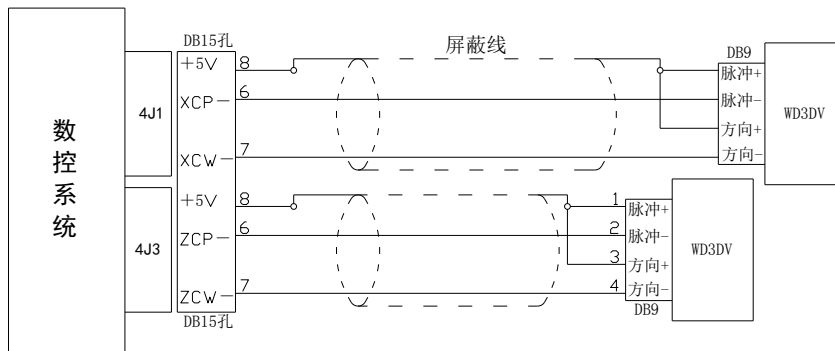 数控系统
4J1
4J3
DB15孔
+5V
8
XCP-
6
XCW-
7
屏蔽线
DB9
脉冲+
脉冲-
方向+
方向-
WD3DV
+5V
8
ZCP-
6
ZCW-
7
DB15孔
1
脉冲+
2
脉冲-
3
方向+
4
方向-
DB9
WD3DV